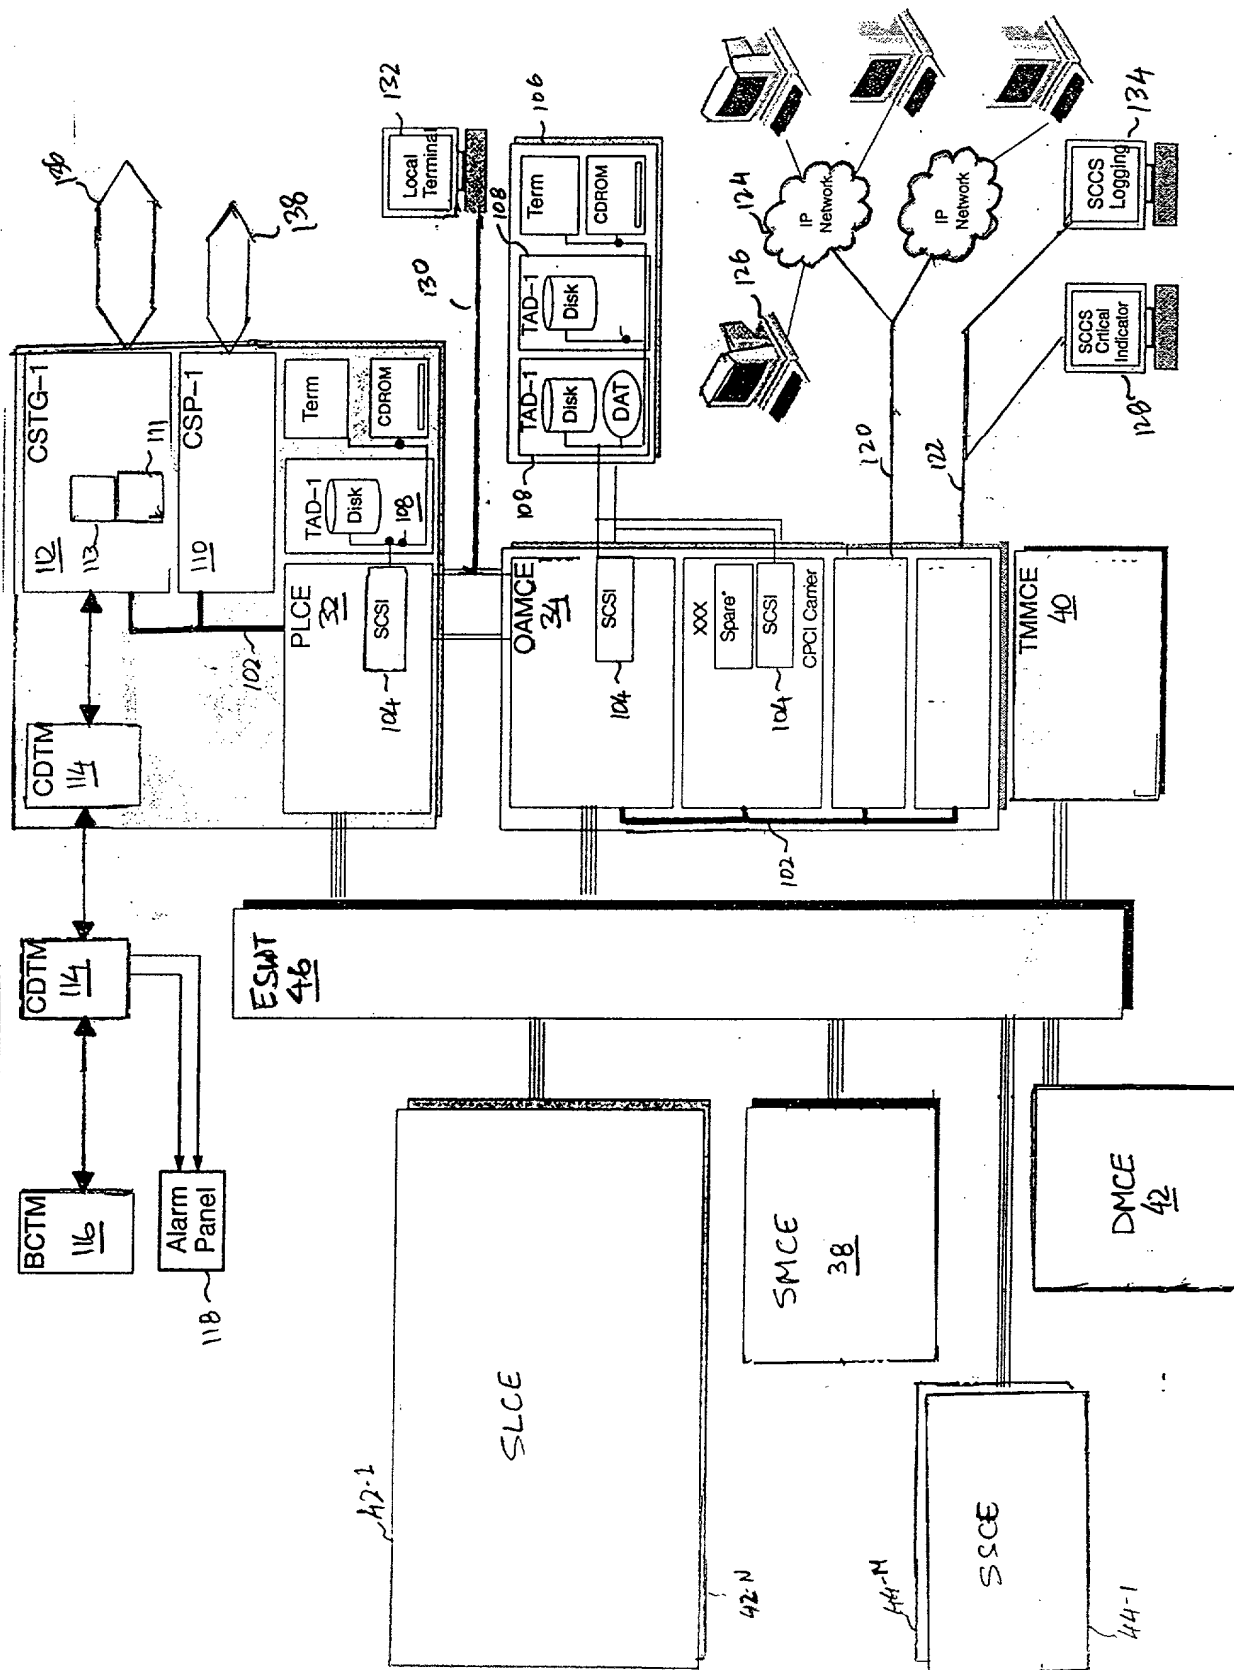 BCTM
116
CDTM
114
CDTM
114
CSTG-1
112
113
111
136
138
CSP-1
110
Alarm
Panel
118
102
PLCE
32
SCSI
104
TAD-1
Disk
108
Term
CDROM
Local
Terminal
132
130
ESWT
46
OAMCE
34
SCSI
104
XXX
Spare*
SCSI
CPCI Carrier
104
102
106
108
TAD-1
Disk
DAT
108
TAD-1
Disk
Term
CDROM
IP
Network
124
126
IP
Network
120
122
SCCS
Critical
Indicator
128
SCCS
Logging
134
TMMCE
40
SLCE
42-1
42-N
SMCE
38
SSCE
44-M
44-1
DMCE
42